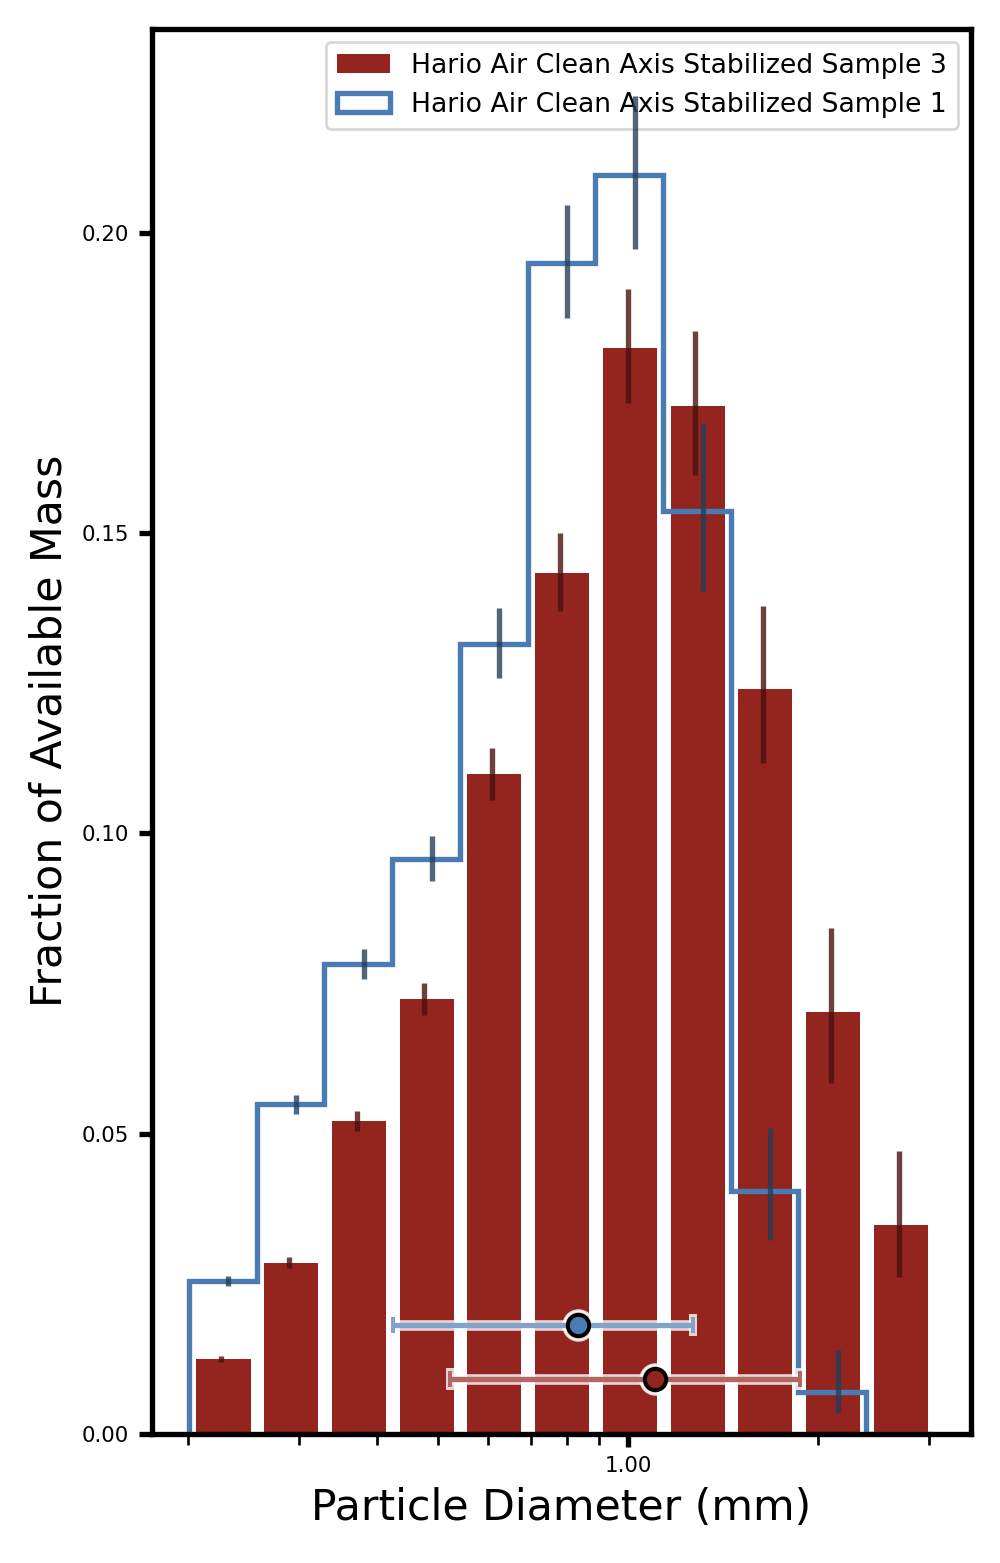 Hario Air Clean Axis Stabilized Sample 3
Hario Air Clean Axis Stabilized Sample 1
0.20
0.15
0.10
0.05
0.00
Fraction of Available Mass
1.00
Particle Diameter (mm)